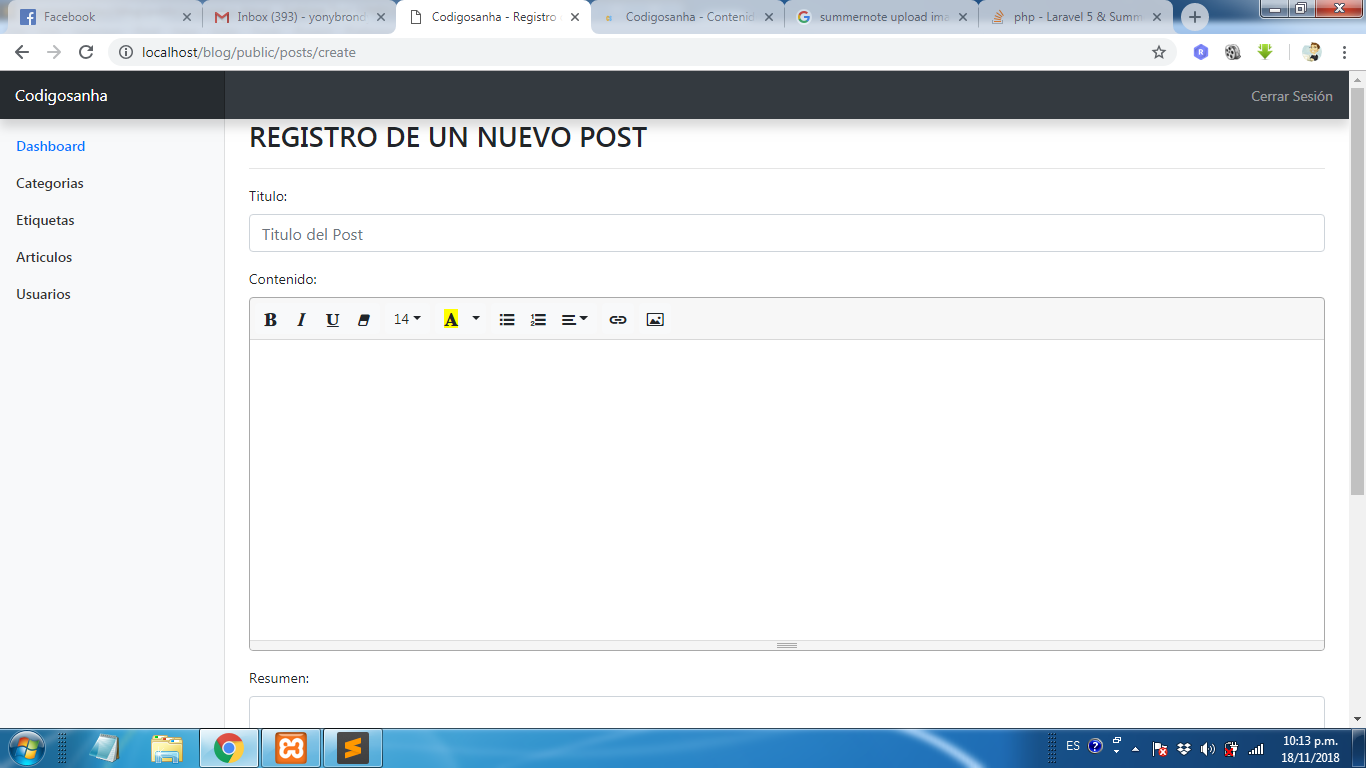 Facebook
Inbox (393) - yonybrond
Codigosanha - Registro
Codigosanha - Contenid
summernote upload ima
php - Laravel 5 & Summ
localhost/blog/public/posts/create
Codigosanha
Cerrar Sesión
Dashboard
Categorias
Etiquetas
Articulos
Usuarios
REGISTRO DE UN NUEVO POST
Titulo:
Titulo del Post
Contenido:
B I U 14 A
Resumen:
ES
10:13 p.m.
18/11/2018